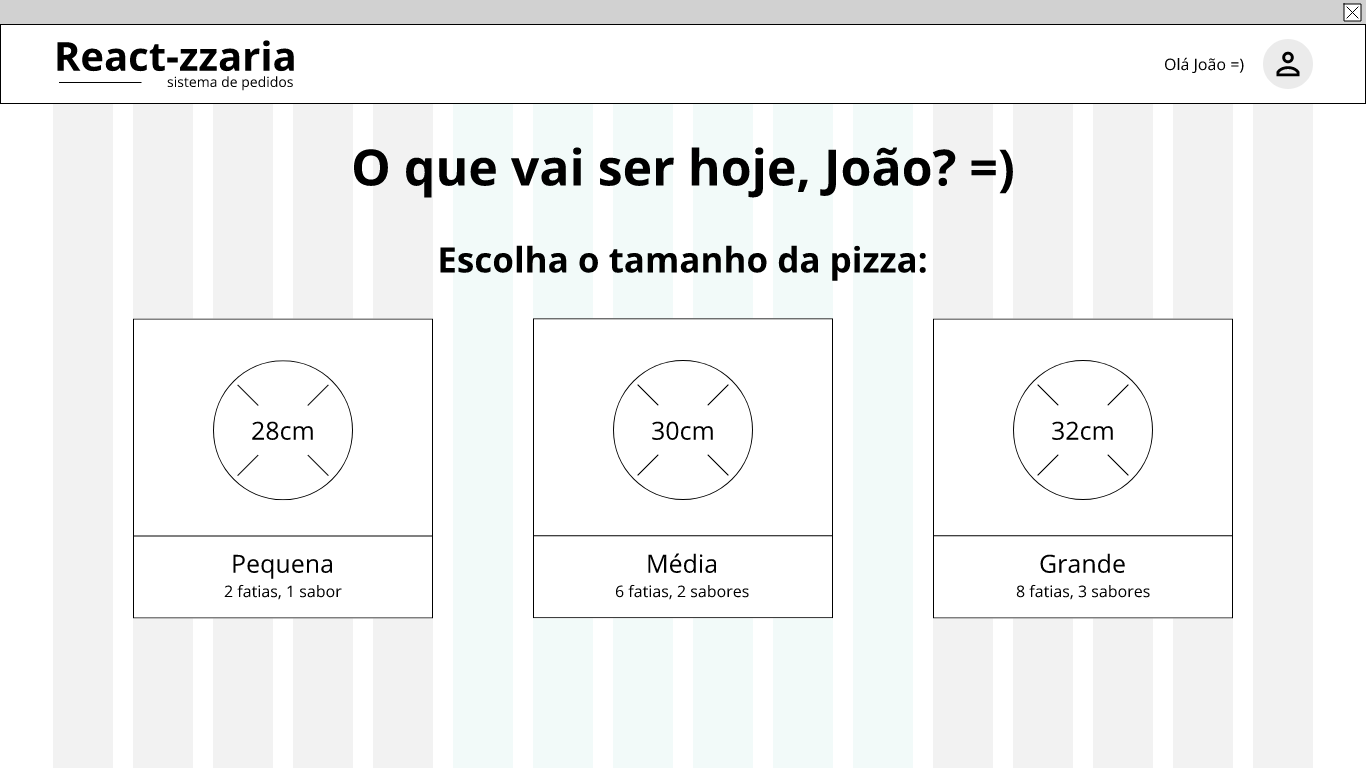 React-zzaria
sistema de pedidos
Olá João =)
O que vai ser hoje, João? =)
Escolha o tamanho da pizza:
28cm
Pequena
2 fatias, 1 sabor
30cm
Média
6 fatias, 2 sabores
32cm
Grande
8 fatias, 3 sabores